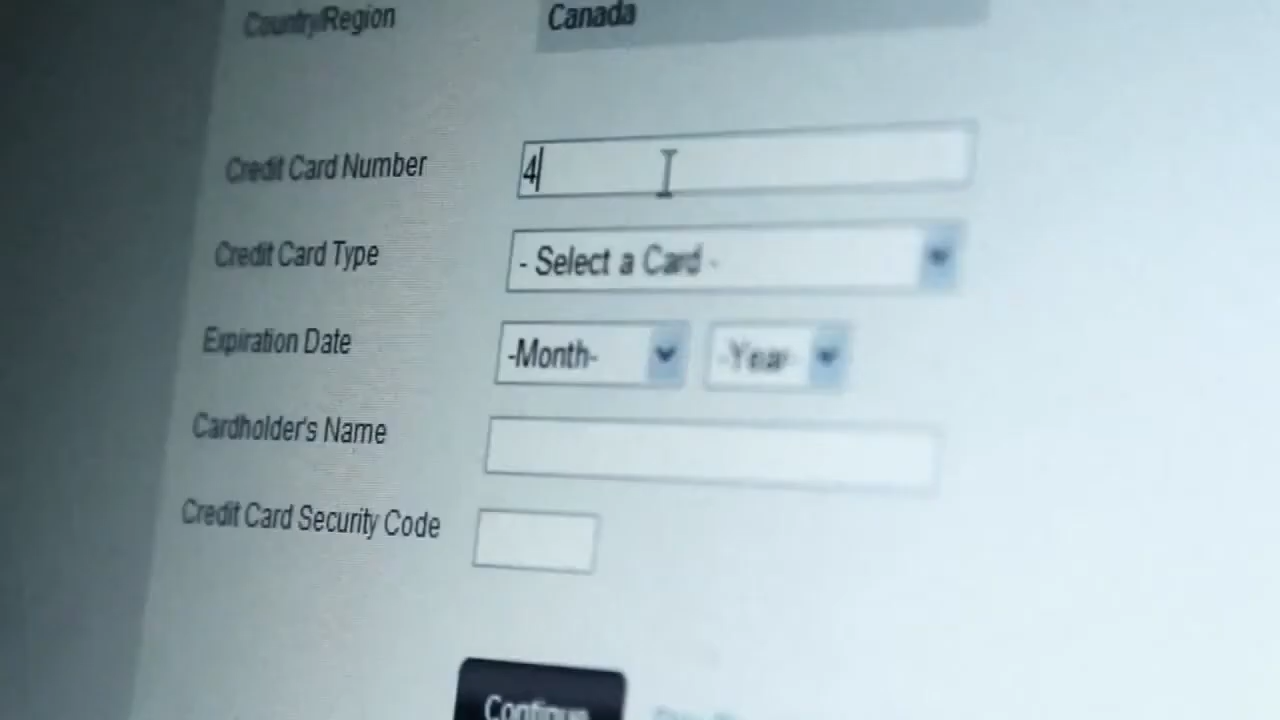 Country/Region
Canada
Credit Card Number
4
Credit Card Type
- Select a Card -
Expiration Date
-Month-
-Year-
Cardholder's Name
Credit Card Security Code
Continue